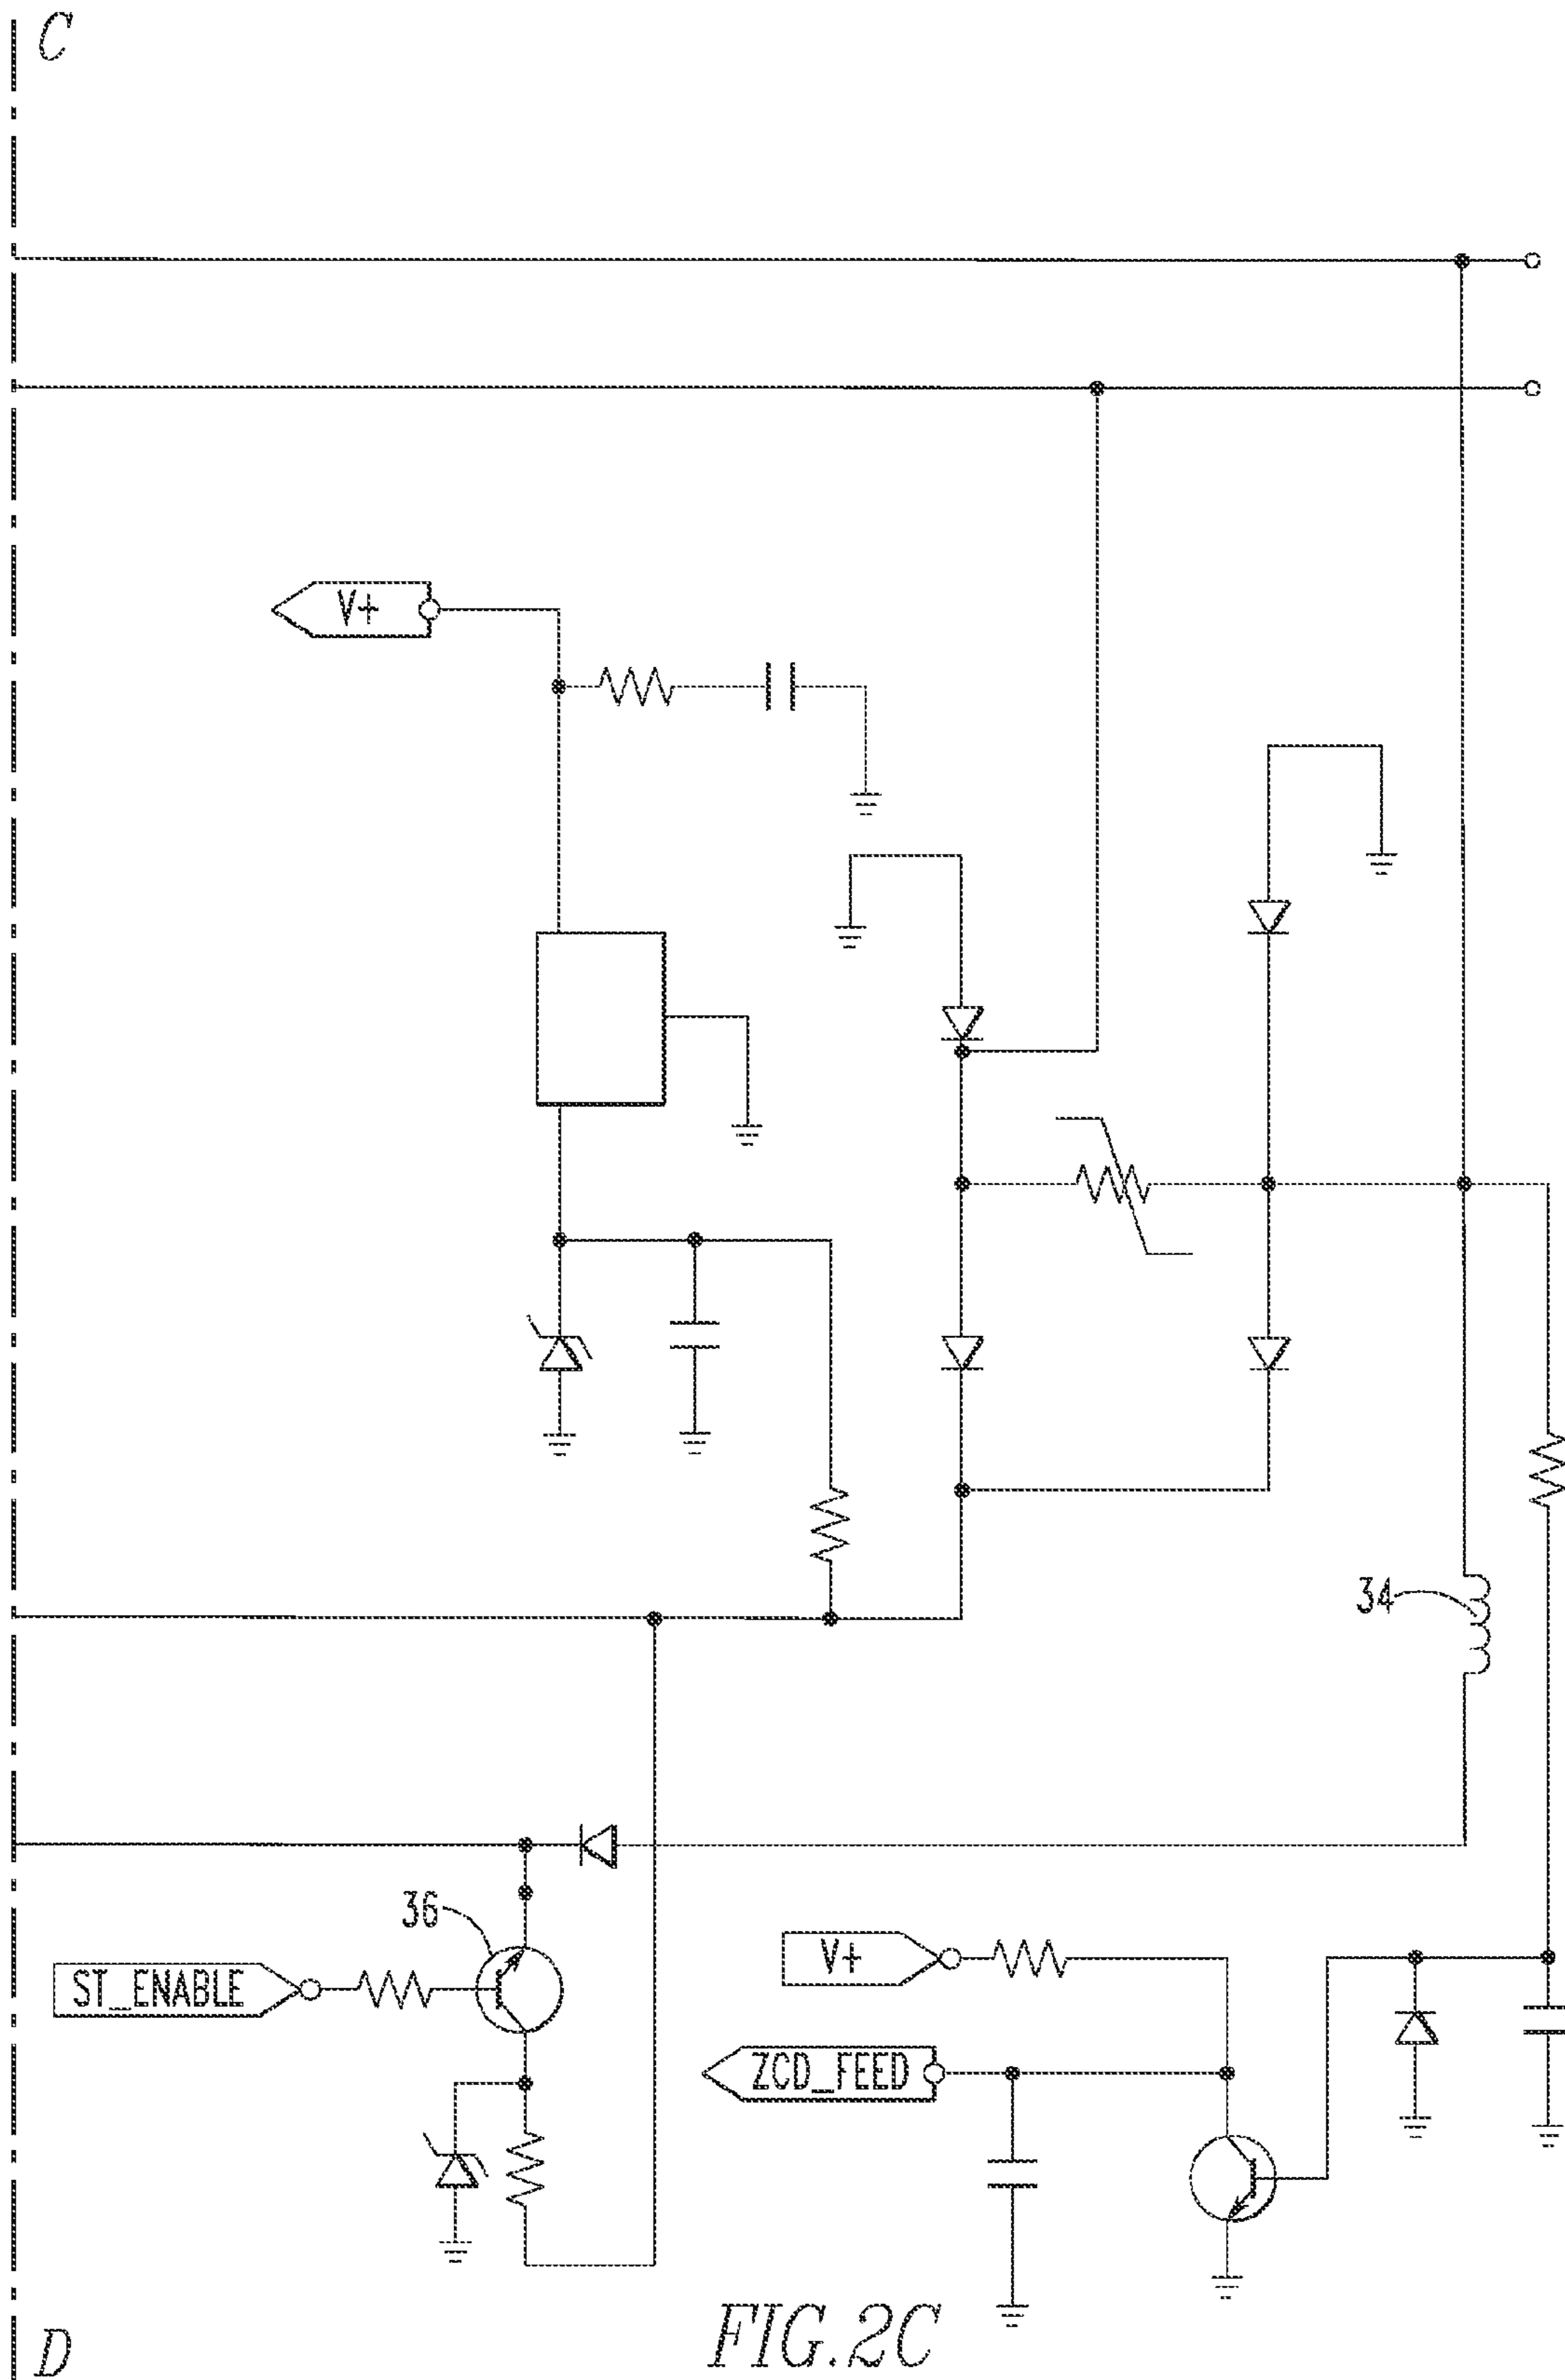 C
V+
34
36
ST_ENABLE
V+
ZCD_FEED
D
FIG. 2C